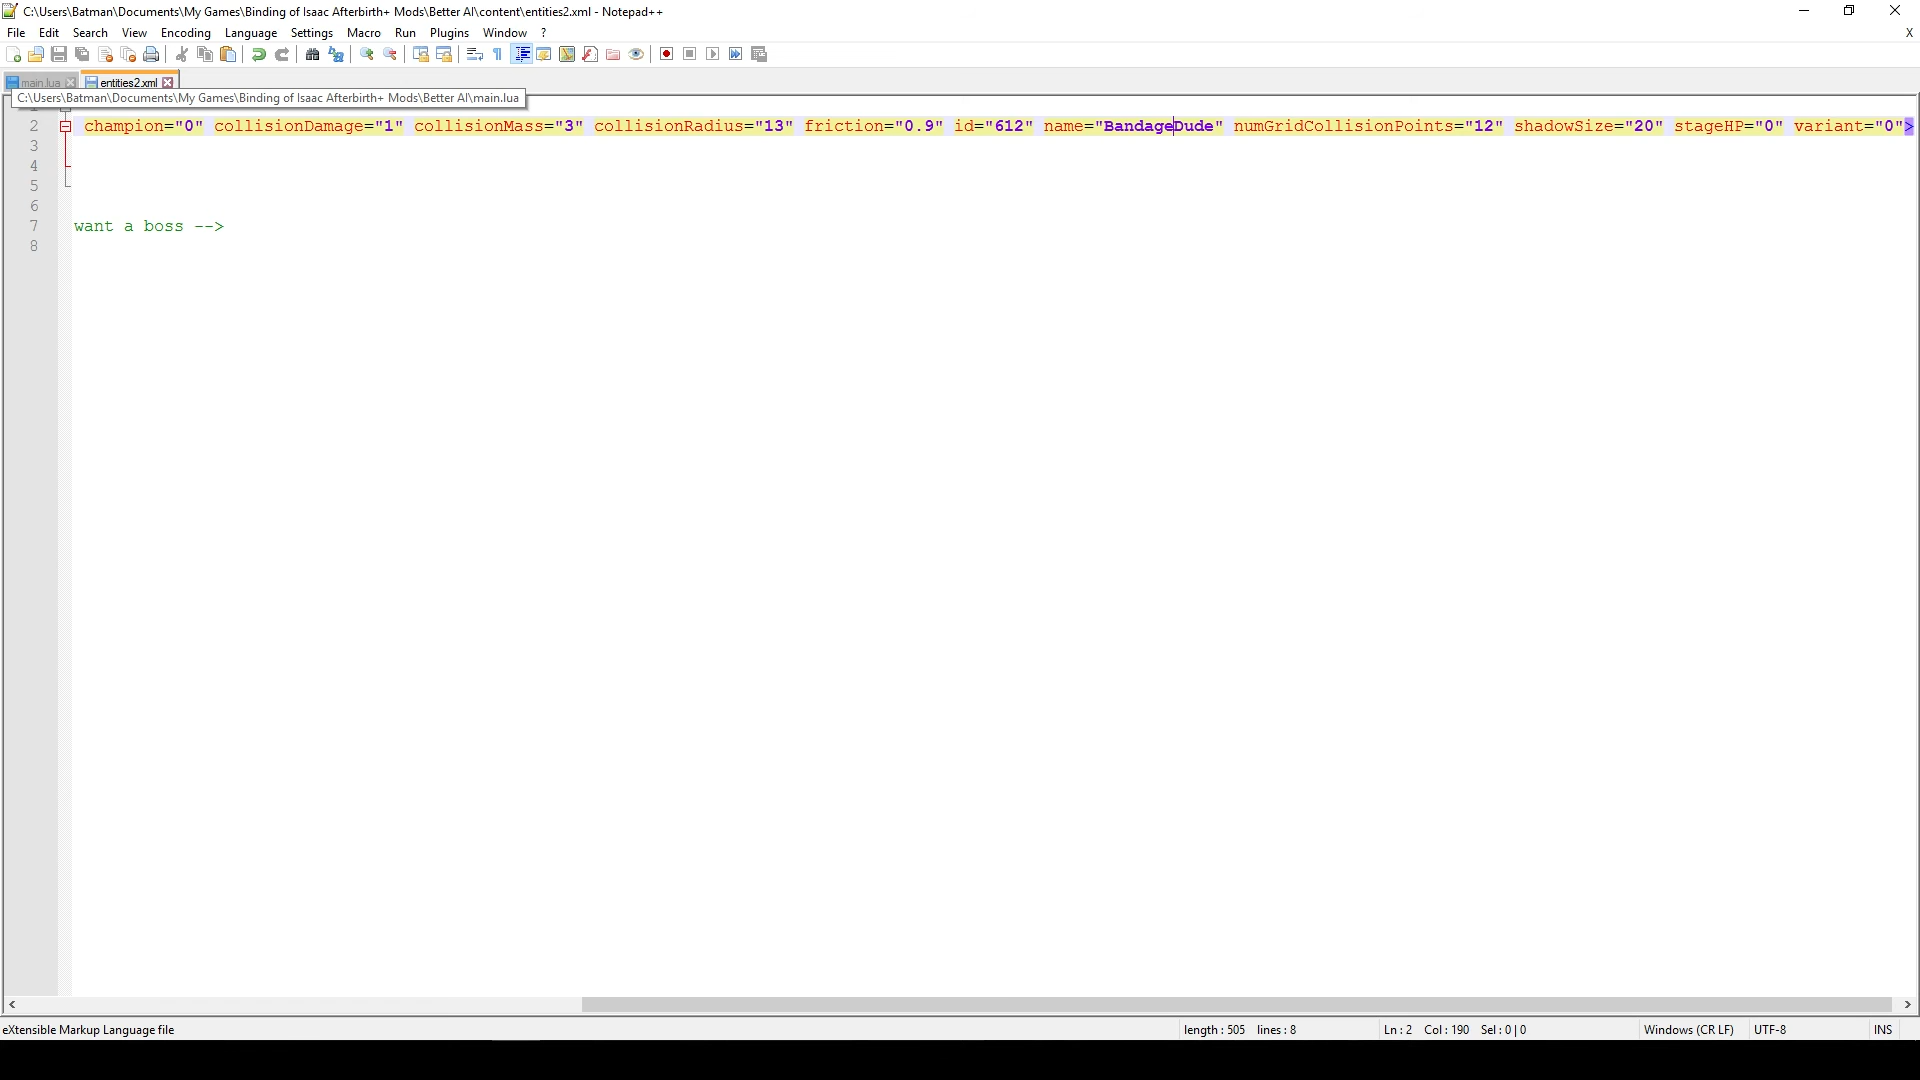 C:\Users\Batman\Documents\My Games\Binding of Isaac Afterbirth+ Mods\Better AI\content\entities2.xml - Notepad++
File Edit Search View Encoding Language Settings Macro Run Plugins Window ? X
main.lua entities2.xml
C:\Users\Batman\Documents\My Games\Binding of Isaac Afterbirth+ Mods\Better AI\main.lua
2 champion="0" collisionDamage="1" collisionMass="3" collisionRadius="13" friction="0.9" id="612" name="BandageDude" numGridCollisionPoints="12" shadowSize="20" stageHP="0" variant="0">
3
4
5
6
7 want a boss -->
8
eXtensible Markup Language file length : 505 lines : 8 Ln : 2 Col : 190 Sel : 0 | 0 Windows (CR LF) UTF-8 INS